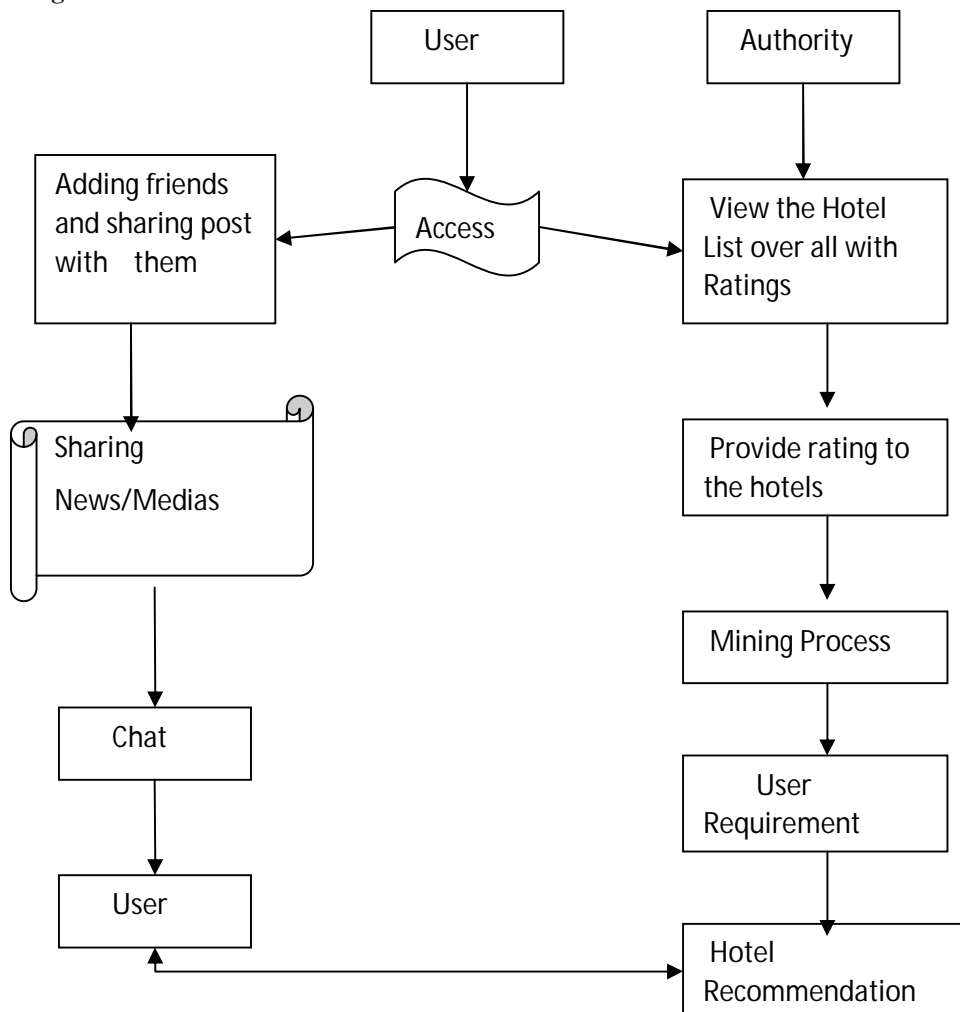 User
Authority
Adding friends
and sharing post
with them
Access
View the Hotel
List over all with
Ratings
Sharing
News/Medias
Provide rating to
the hotels
Mining Process
Chat
User
Requirement
User
Hotel
Recommendation